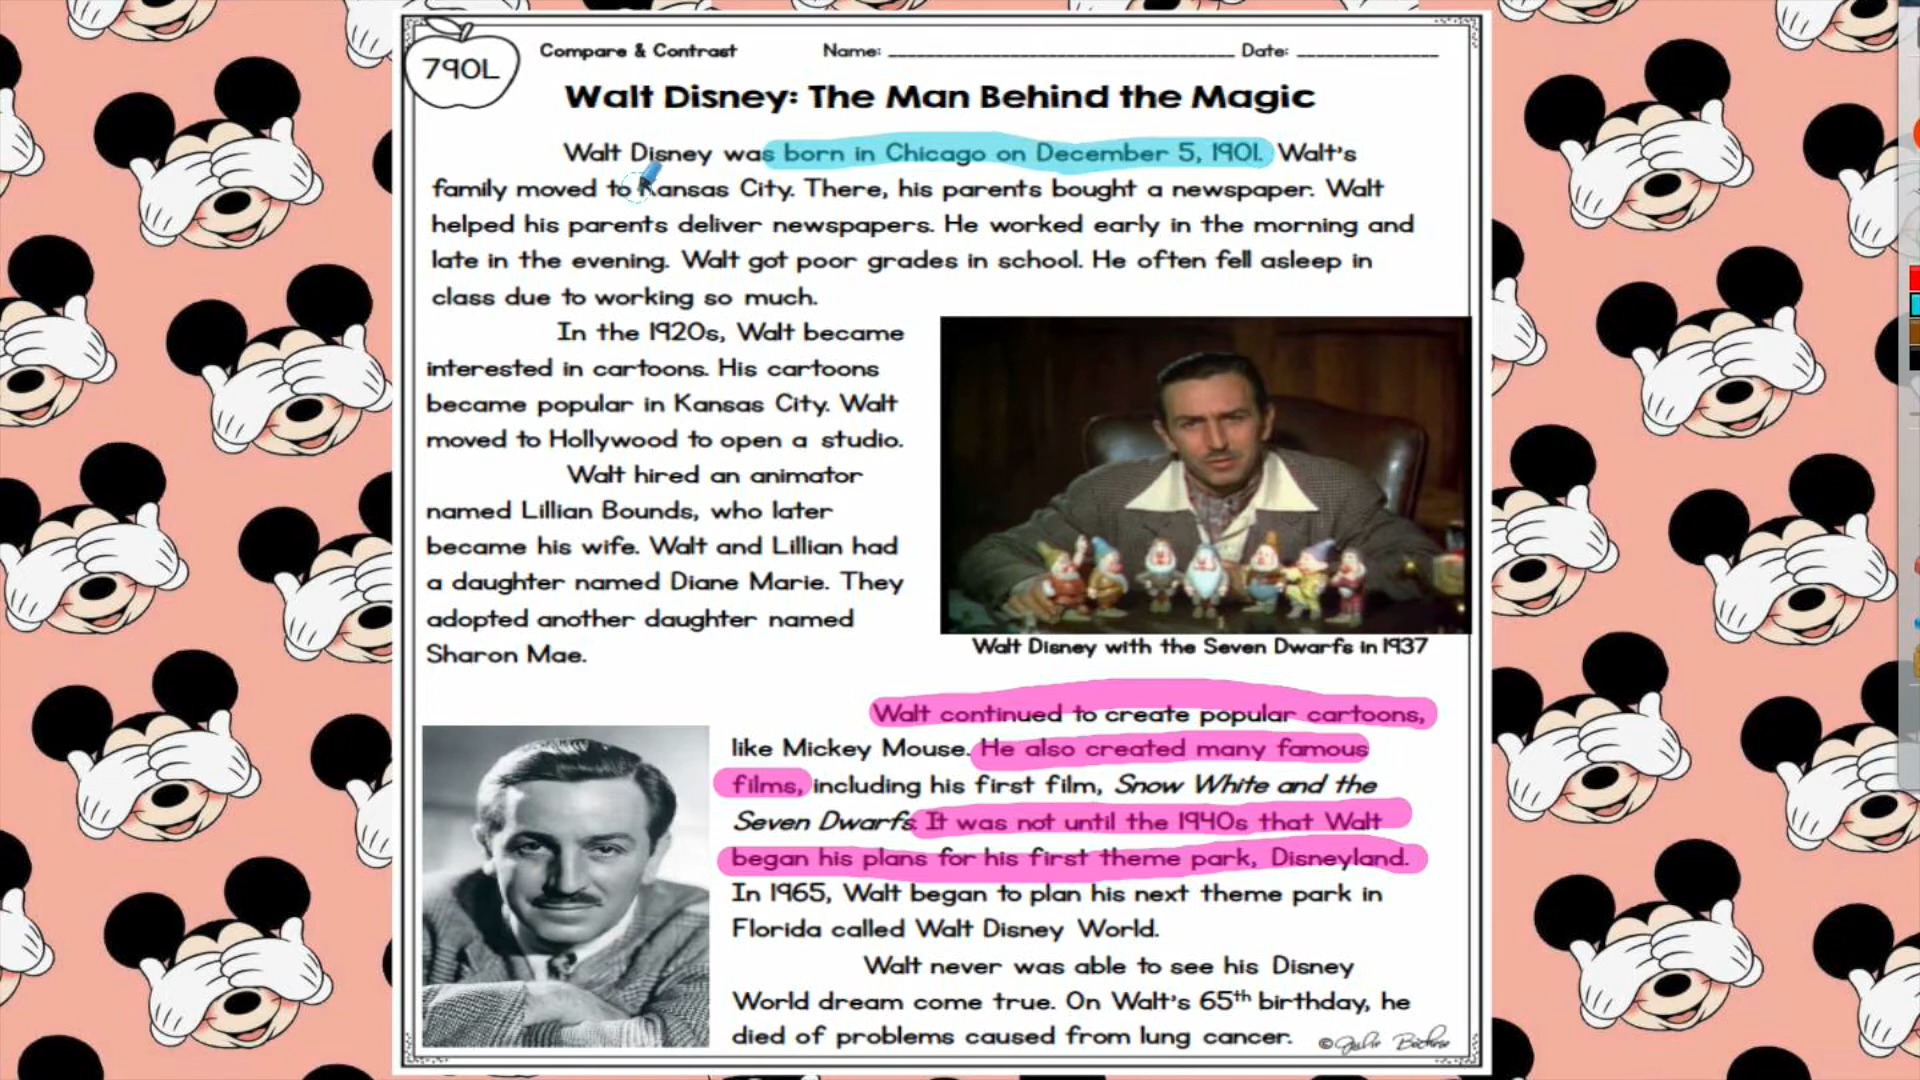 790L
Compare & Contrast Name: ______ Date: ______
Walt Disney: The Man Behind the Magic
Walt Disney was born in Chicago on December 5, 1901. Walt's
family moved to Kansas City. There, his parents bought a newspaper. Walt
helped his parents deliver newspapers. He worked early in the morning and
late in the evening. Walt got poor grades in school. He often fell asleep in
class due to working so much.
In the 1920s, Walt became
interested in cartoons. His cartoons
became popular in Kansas City. Walt
moved to Hollywood to open a studio.
Walt hired an animator
named Lillian Bounds, who later
became his wife. Walt and Lillian had
a daughter named Diane Marie. They
adopted another daughter named
Sharon Mae.
Walt Disney with the Seven Dwarfs in 1937
Walt continued to create popular cartoons,
like Mickey Mouse. He also created many famous
films, including his first film, Snow White and the
Seven Dwarfs. It was not until the 1940s that Walt
began his plans for his first theme park, Disneyland.
In 1965, Walt began to plan his next theme park in
Florida called Walt Disney World.
Walt never was able to see his Disney
World dream come true. On Walt's 65th birthday, he
died of problems caused from lung cancer.
©